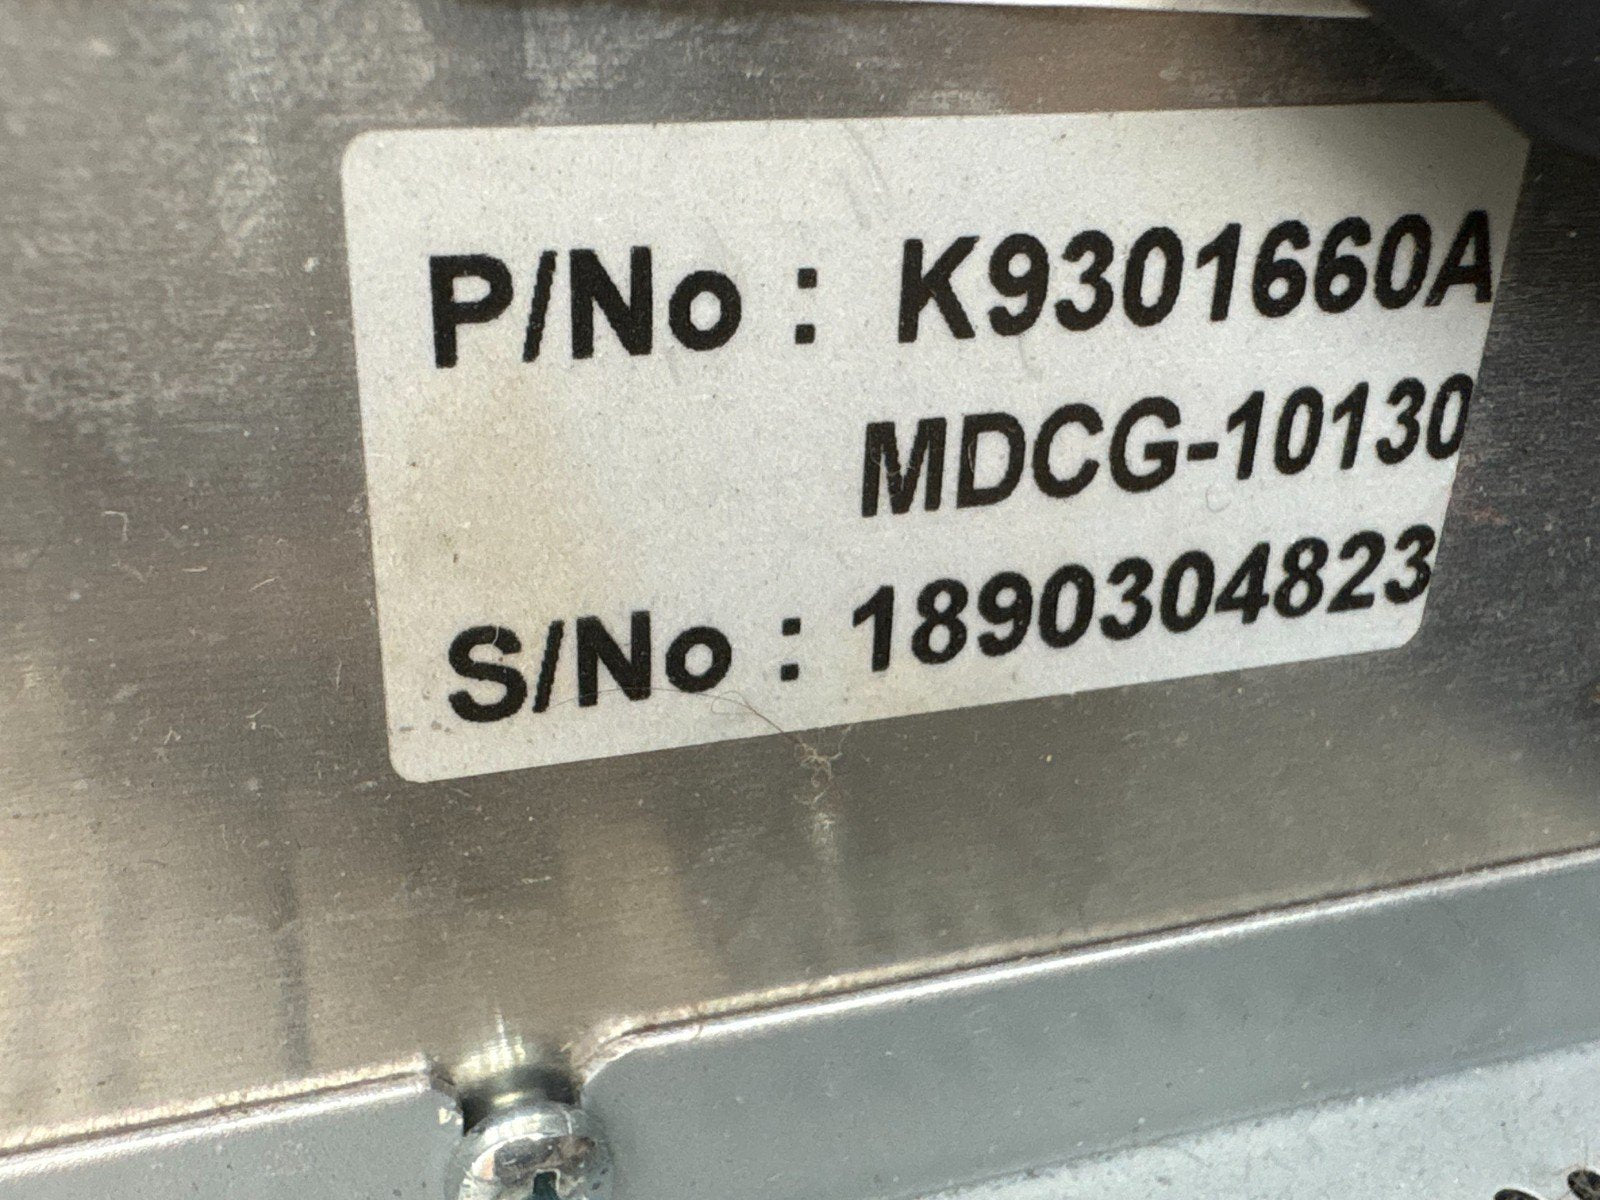 P/No : K9301660A
MDCG-10130
S/No : 1890304823